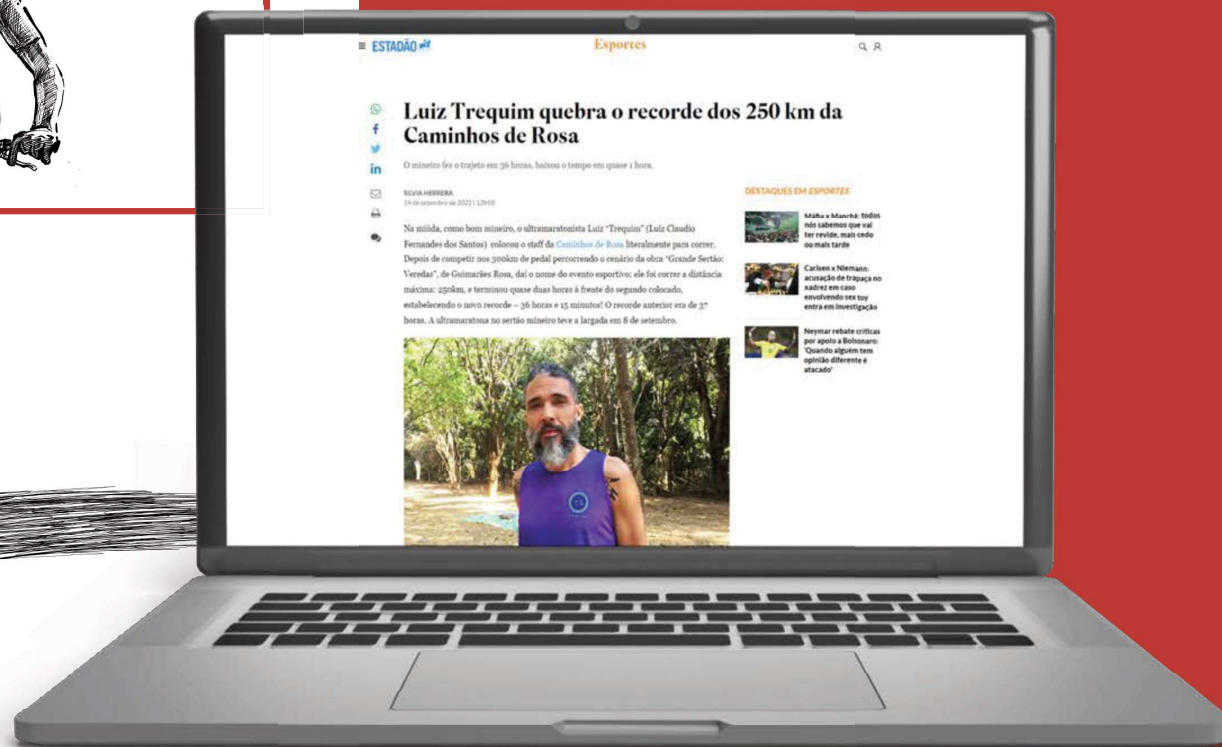 ESTADÃO
Esportes
Luiz Trequim quebra o recorde dos 250 km da
Caminhos de Rosa
O mineiro fez o trajeto em 36 horas, baixou o tempo em quase 1 hora.
SILVIA HERRERA
24 de setembro de 2022 | 12h08
Na miúda, como bom mineiro, o ultramaratonista Luiz "Trequim" (Luiz Claudio
Fernandes dos Santos) colocou o staff da Caminhos de Rosa literalmente para correr.
Depois de competir nos 300km de pedal percorrendo o cenário da obra "Grande Sertão:
Veredas", de Guimarães Rosa, daí o nome do evento esportivo; ele foi correr a distância
máxima: 250km, e terminou quase duas horas à frente do segundo colocado,
estabelecendo o novo recorde – 36 horas e 15 minutos! O recorde anterior era de 37
horas. A ultramaratona no sertão mineiro teve a largada em 8 de setembro.
DESTAQUES EM ESPORTES
Máfia x Mancha: todos
nós sabemos que vai
ter revide, mais cedo
ou mais tarde
Carlsen x Niemann:
acusação de trapaça no
xadrez em caso
envolvendo sex toy
entra em investigação
Neymar rebate críticas
por apoio a Bolsonaro:
'Quando alguém tem
opinião diferente é
atacado'